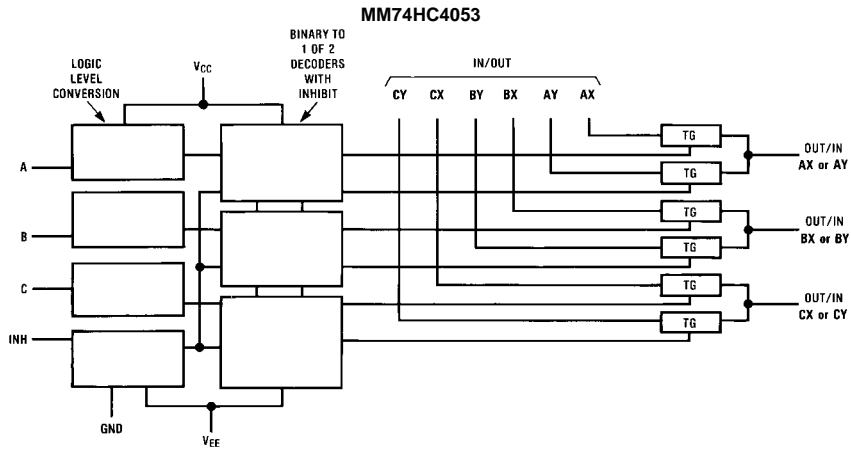 MM74HC4053
LOGIC
LEVEL
CONVERSION
VCC
BINARY TO
1 OF 2
DECODERS
WITH
INHIBIT
IN/OUT
CY CX BY BX AY AX
A
B
C
INH
GND
VEE
TG
TG
TG
TG
TG
TG
OUT/IN
AX or AY
OUT/IN
BX or BY
OUT/IN
CX or CY